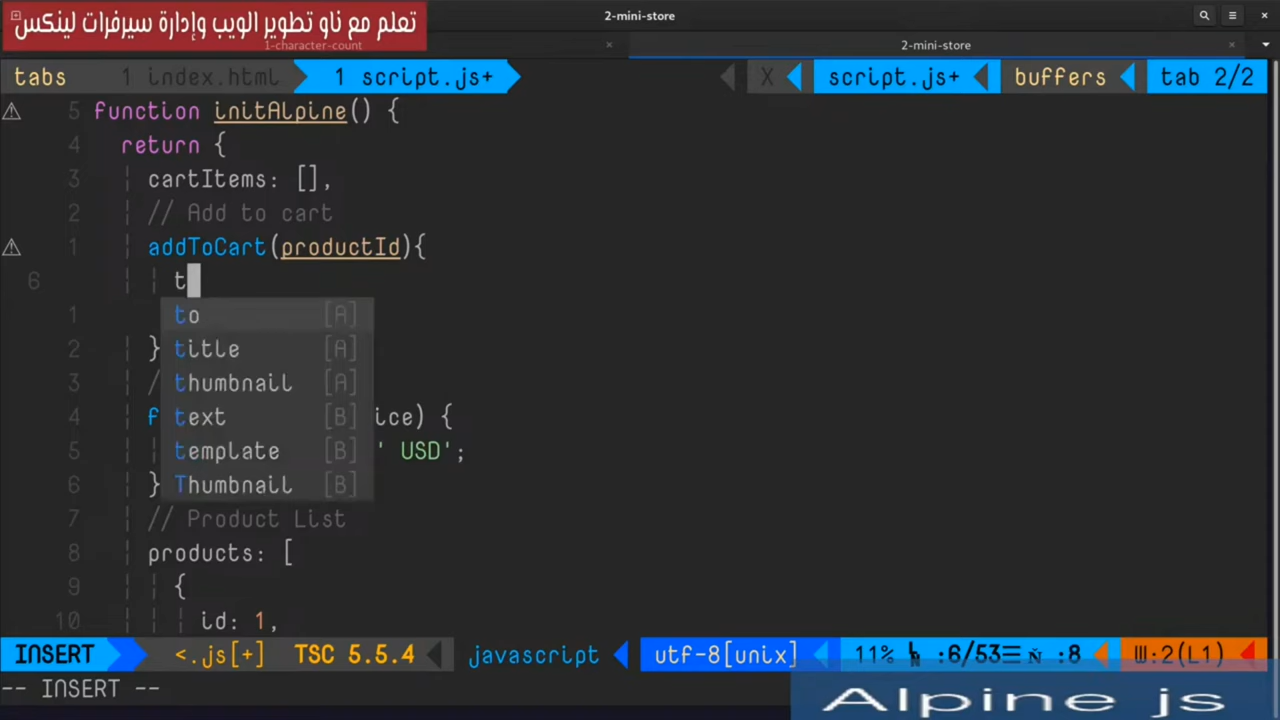 تعلم مع ناو تطوير الويب وإدارة سيرفرات لينكس
2-mini-store
1-character-count ×
2-mini-store ×
tabs 1 index.html 1 script.js+ X script.js+ buffers tab 2/2
5 function initAlpine() {
4 return {
3 cartItems: [],
2 // Add to cart
1 addToCart(productId){
6 t
1
2 }
3 /
4 f ice) {
5 ' USD';
6 }
7 // Product List
8 products: [
9 {
10 id: 1,
to [A]
title [A]
thumbnail [A]
text [B]
template [B]
Thumbnail [B]
INSERT <.js[+] TSC 5.5.4 javascript utf-8[unix] 11% :6/53☰ :8 W:2(L1)
-- INSERT --
Alpine js